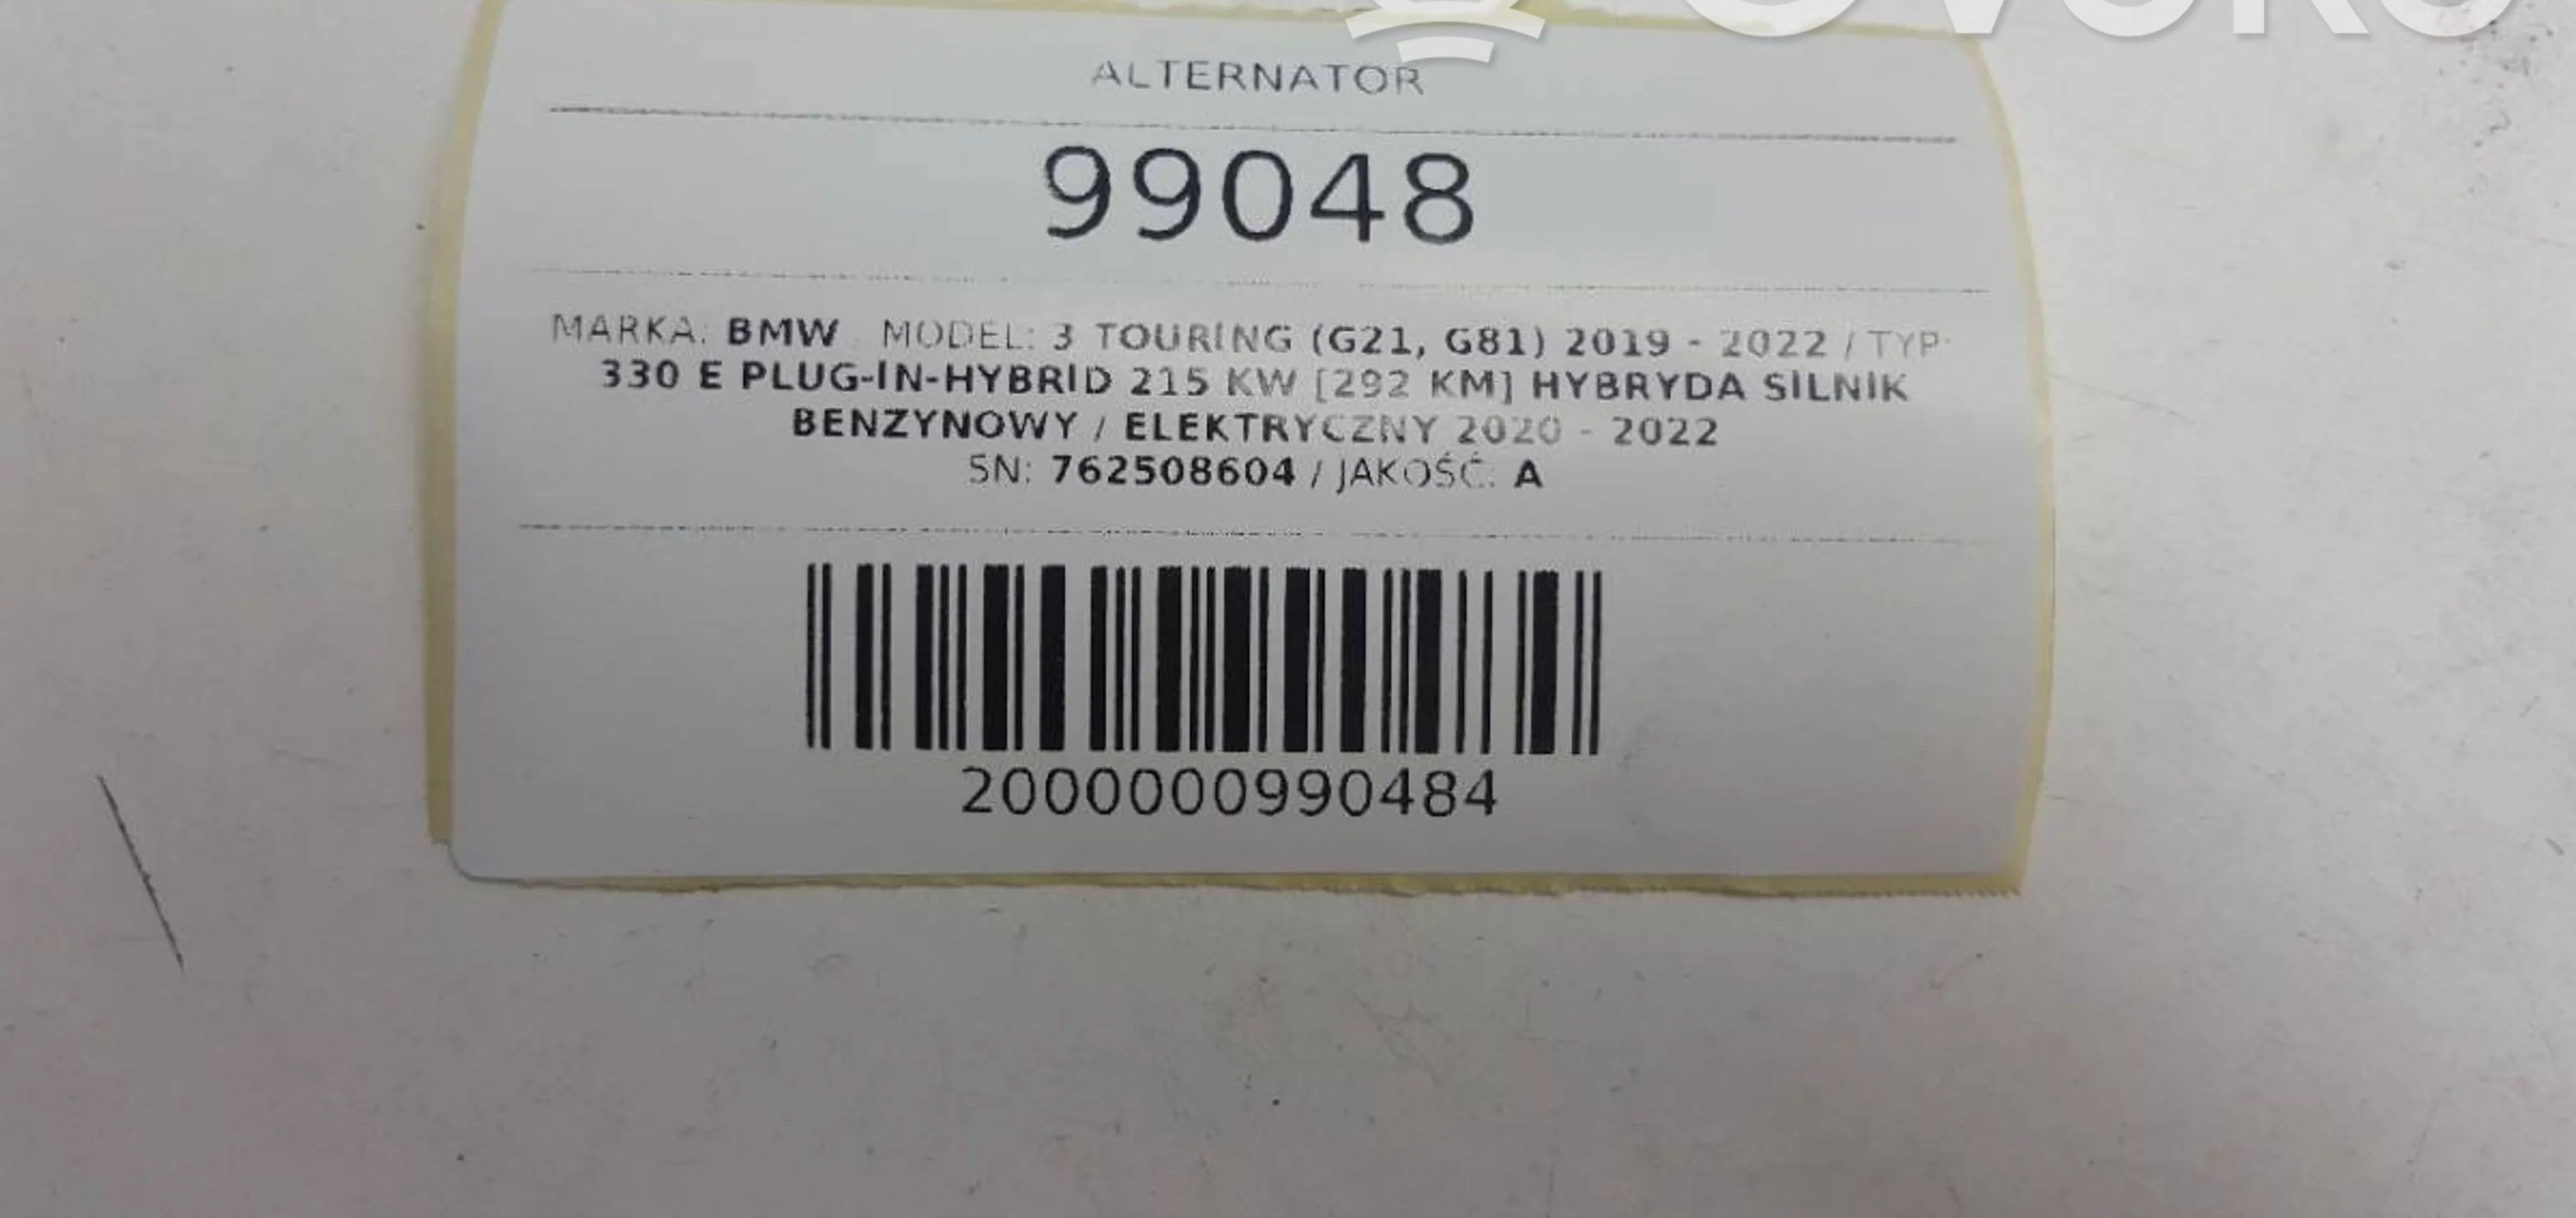 ALTERNATOR
99048
MARKA: BMW MODEL: 3 TOURING (G21, G81) 2019 - 2022 / TYP:
330 E PLUG-IN-HYBRID 215 KW [292 KM] HYBRYDA SILNIK
BENZYNOWY / ELEKTRYCZNY 2020 - 2022
SN: 762508604 / JAKOŚĆ: A
2000000990484